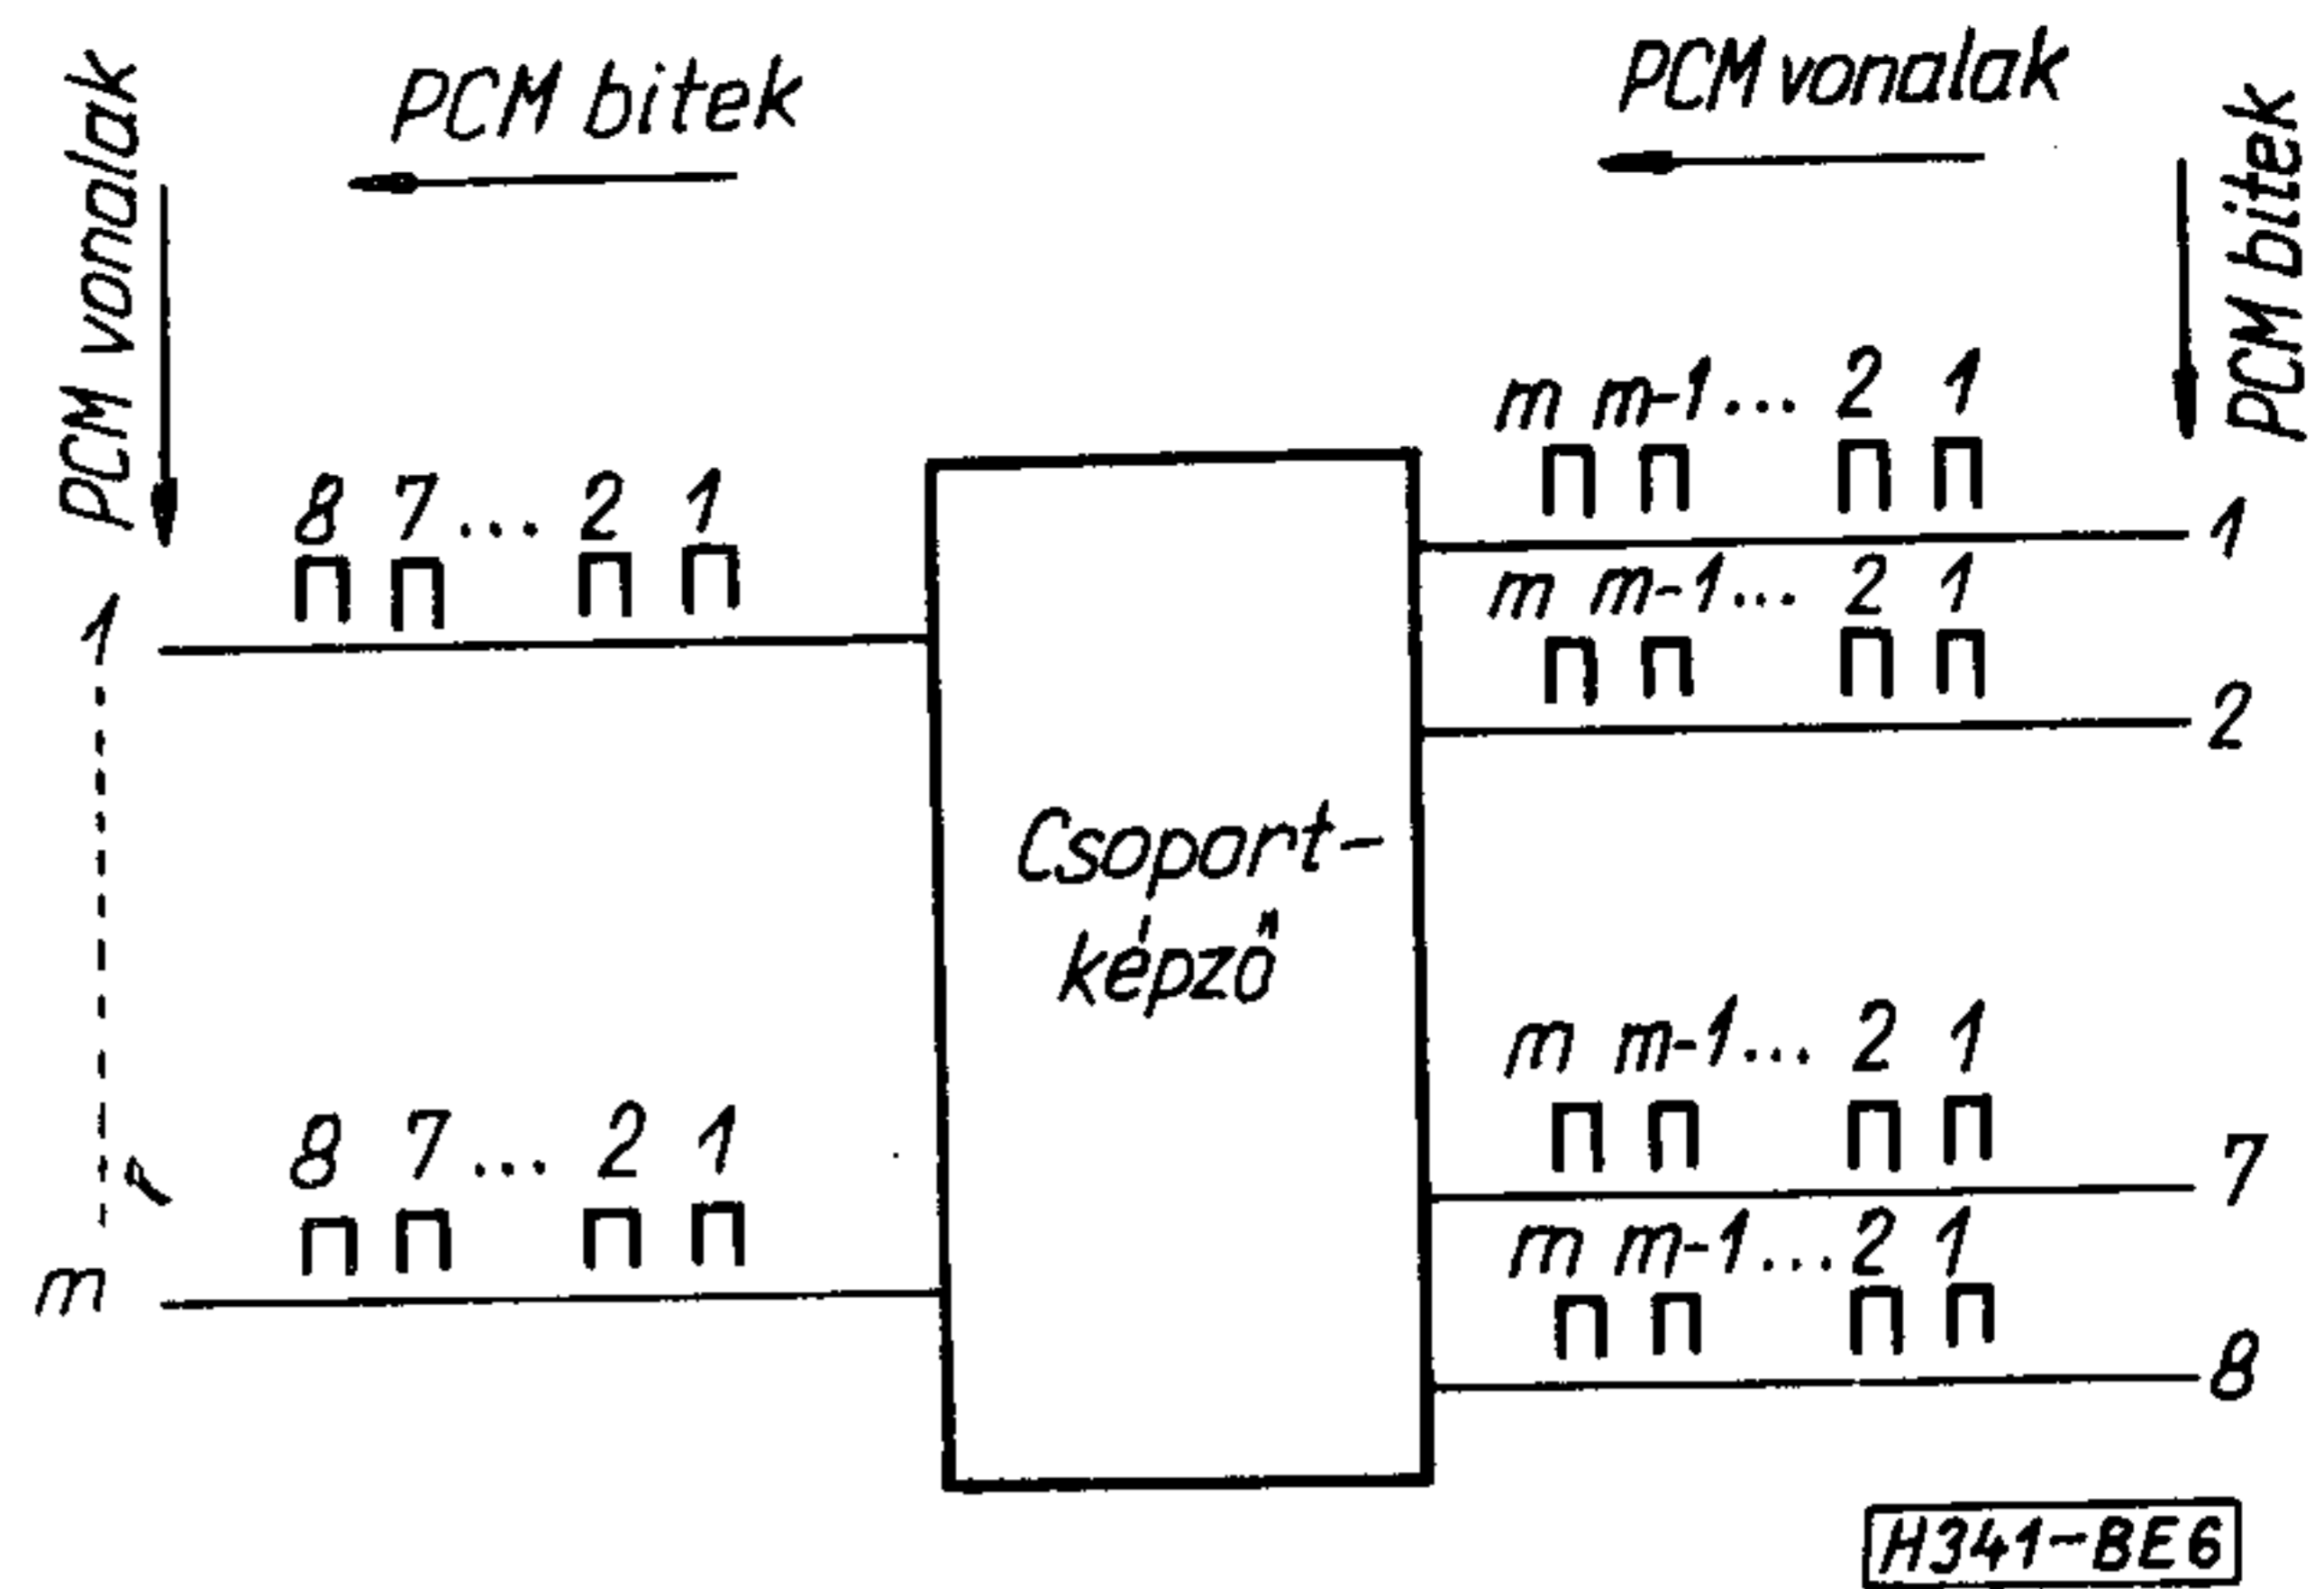 PCM vonalak
PCM bitek
PCM vonalak
PCM bitek
8 7... 2 1
1
m m-1... 2 1
1
m m-1... 2 1
2
Csoport-
képző
8 7... 2 1
m
m m-1... 2 1
7
m m-1... 2 1
8
H341-BE6